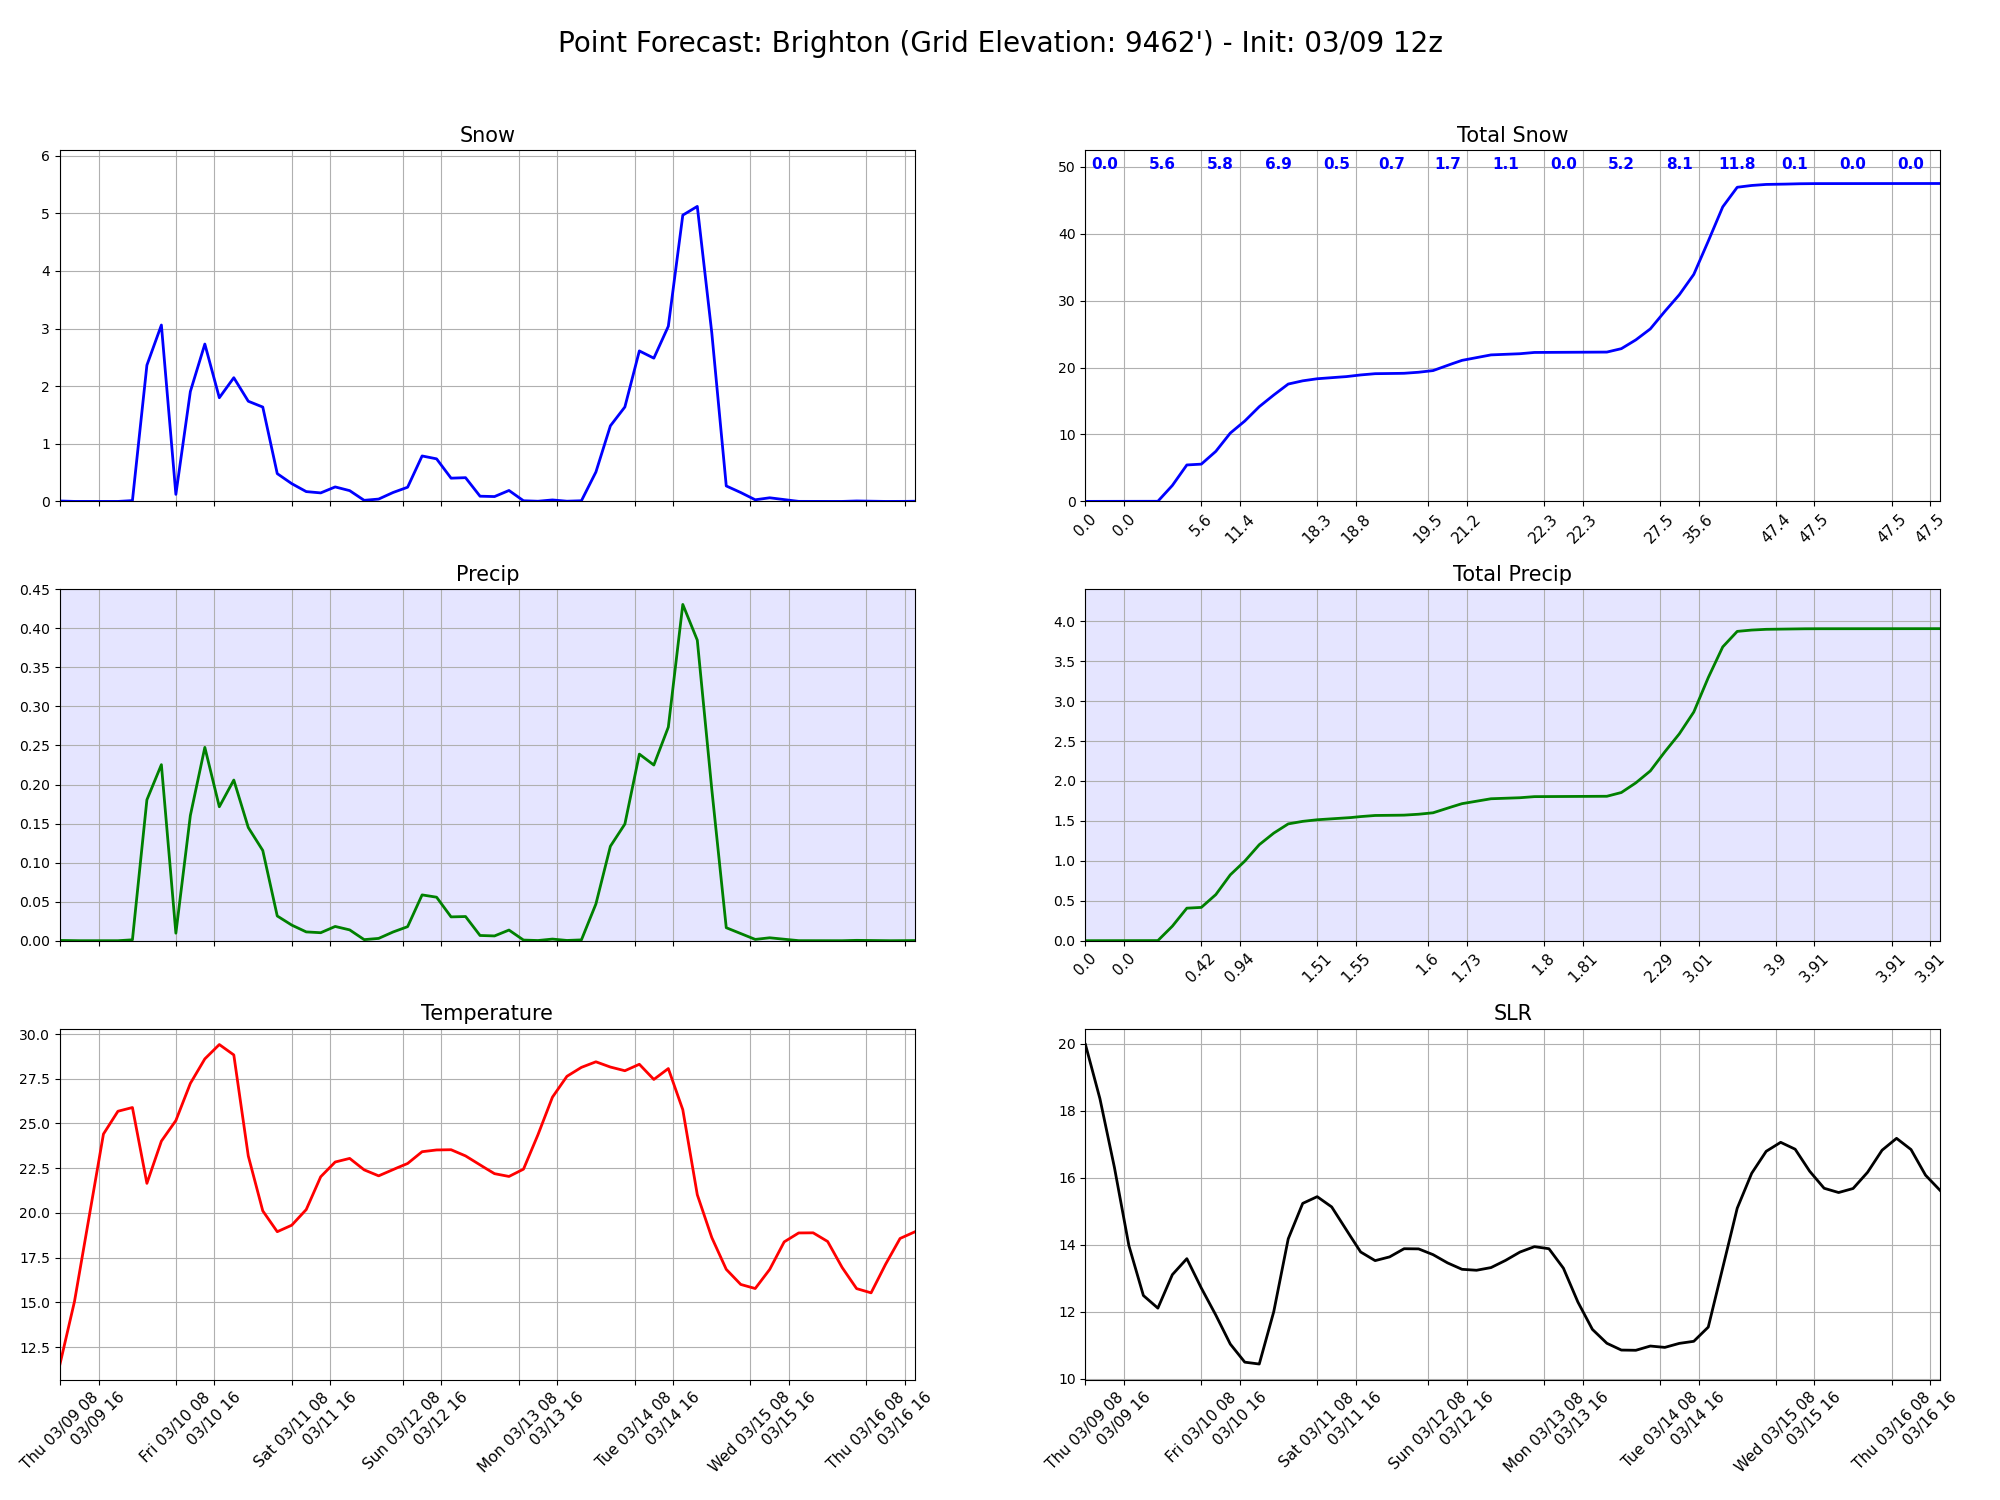 Point Forecast: Brighton (Grid Elevation: 9462') - Init: 03/09 12z
Snow
6
5
4
3
2
1
0
Total Snow
50
40
30
20
10
0
0.0 5.6 5.8 6.9 0.5 0.7 1.7 1.1 0.0 5.2 8.1 11.8 0.1 0.0 0.0
0.0 0.0 5.6 11.4 18.3 18.8 19.5 21.2 22.3 22.3 27.5 35.6 47.4 47.5 47.5 47.5
Precip
0.45
0.40
0.35
0.30
0.25
0.20
0.15
0.10
0.05
0.00
Total Precip
4.0
3.5
3.0
2.5
2.0
1.5
1.0
0.5
0.0
0.0 0.0 0.42 0.94 1.51 1.55 1.6 1.73 1.8 1.81 2.29 3.01 3.9 3.91 3.91 3.91
Temperature
30.0
27.5
25.0
22.5
20.0
17.5
15.0
12.5
Thu 03/09 08
03/09 16
Fri 03/10 08
03/10 16
Sat 03/11 08
03/11 16
Sun 03/12 08
03/12 16
Mon 03/13 08
03/13 16
Tue 03/14 08
03/14 16
Wed 03/15 08
03/15 16
Thu 03/16 08
03/16 16
SLR
20
18
16
14
12
10
Thu 03/09 08
03/09 16
Fri 03/10 08
03/10 16
Sat 03/11 08
03/11 16
Sun 03/12 08
03/12 16
Mon 03/13 08
03/13 16
Tue 03/14 08
03/14 16
Wed 03/15 08
03/15 16
Thu 03/16 08
03/16 16